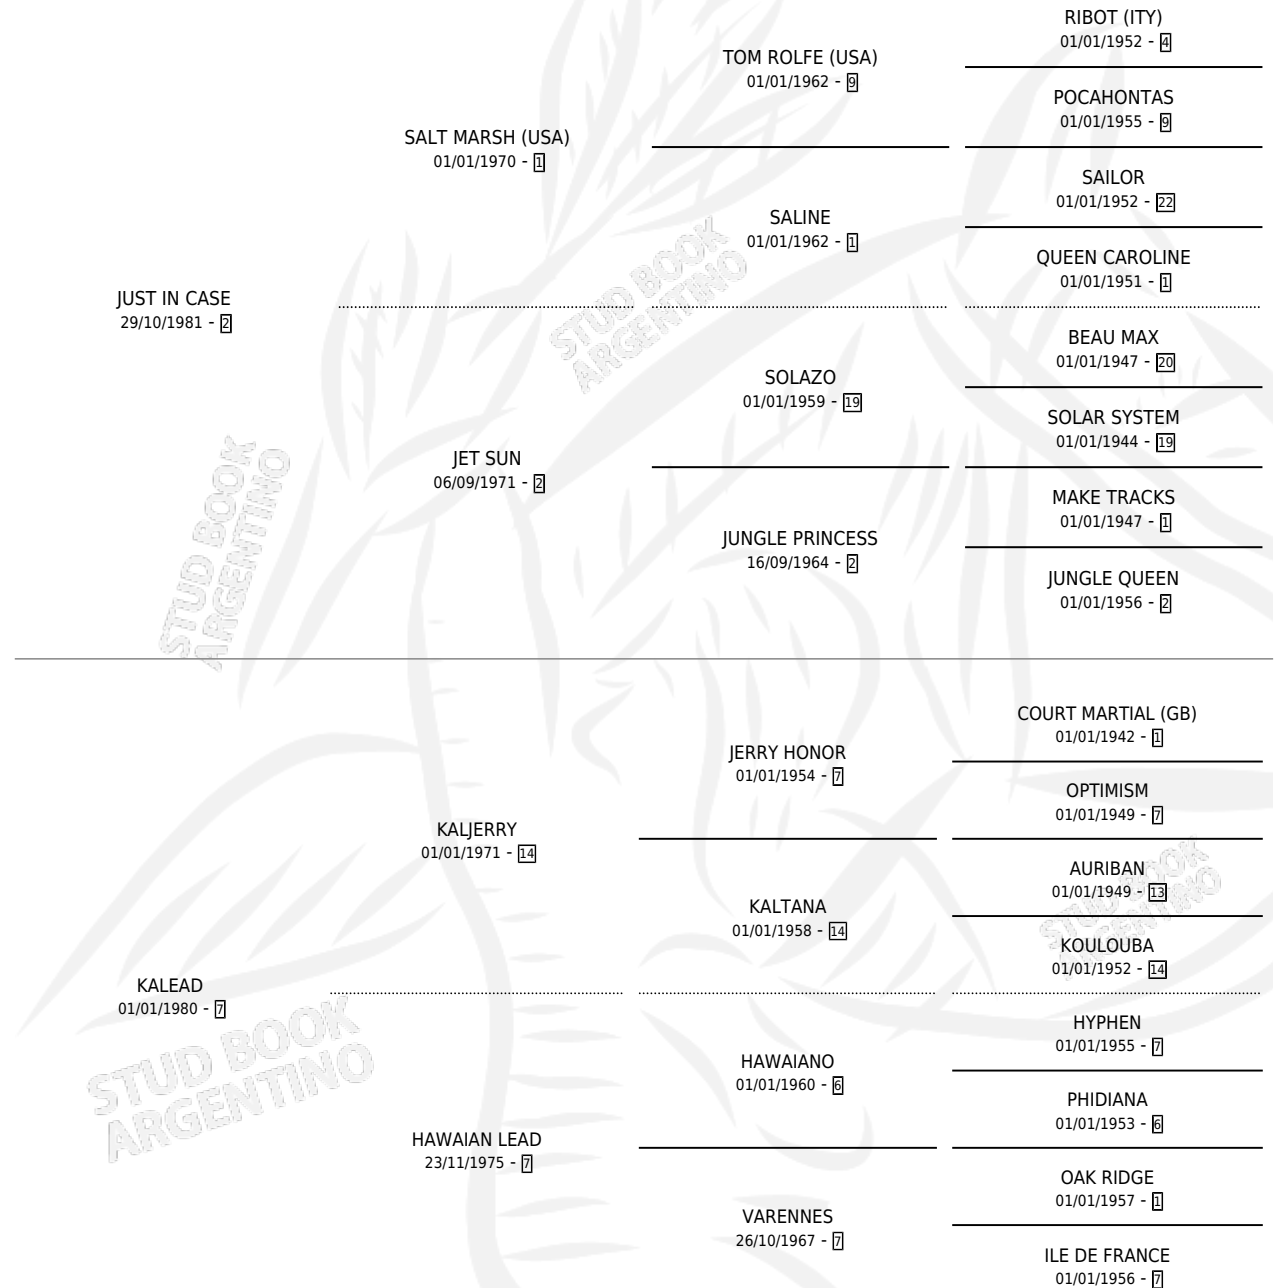 RIBOT (ITY)
01/01/1952 - 4
TOM ROLFE (USA)
01/01/1962 - 9
POCAHONTAS
01/01/1955 - 9
SALT MARSH (USA)
01/01/1970 - 1
SAILOR
01/01/1952 - 22
SALINE
01/01/1962 - 1
QUEEN CAROLINE
01/01/1951 - 1
JUST IN CASE
29/10/1981 - 2
BEAU MAX
01/01/1947 - 20
SOLAZO
01/01/1959 - 19
SOLAR SYSTEM
01/01/1944 - 19
JET SUN
06/09/1971 - 2
MAKE TRACKS
01/01/1947 - 1
JUNGLE PRINCESS
16/09/1964 - 2
JUNGLE QUEEN
01/01/1956 - 2
COURT MARTIAL (GB)
01/01/1942 - 1
JERRY HONOR
01/01/1954 - 7
OPTIMISM
01/01/1949 - 7
KALJERRY
01/01/1971 - 14
AURIBAN
01/01/1949 - 13
KALTANA
01/01/1958 - 14
KOULOUBA
01/01/1952 - 14
KALEAD
01/01/1980 - 7
HYPHEN
01/01/1955 - 7
HAWAIANO
01/01/1960 - 6
PHIDIANA
01/01/1953 - 6
HAWAIAN LEAD
23/11/1975 - 7
OAK RIDGE
01/01/1957 - 1
VARENNES
26/10/1967 - 7
ILE DE FRANCE
01/01/1956 - 7
STUD BOOK
ARGENTINO
STUD BOOK
ARGENTINO
STUD BOOK
ARGENTINO
STUD BOOK
ARGENTINO